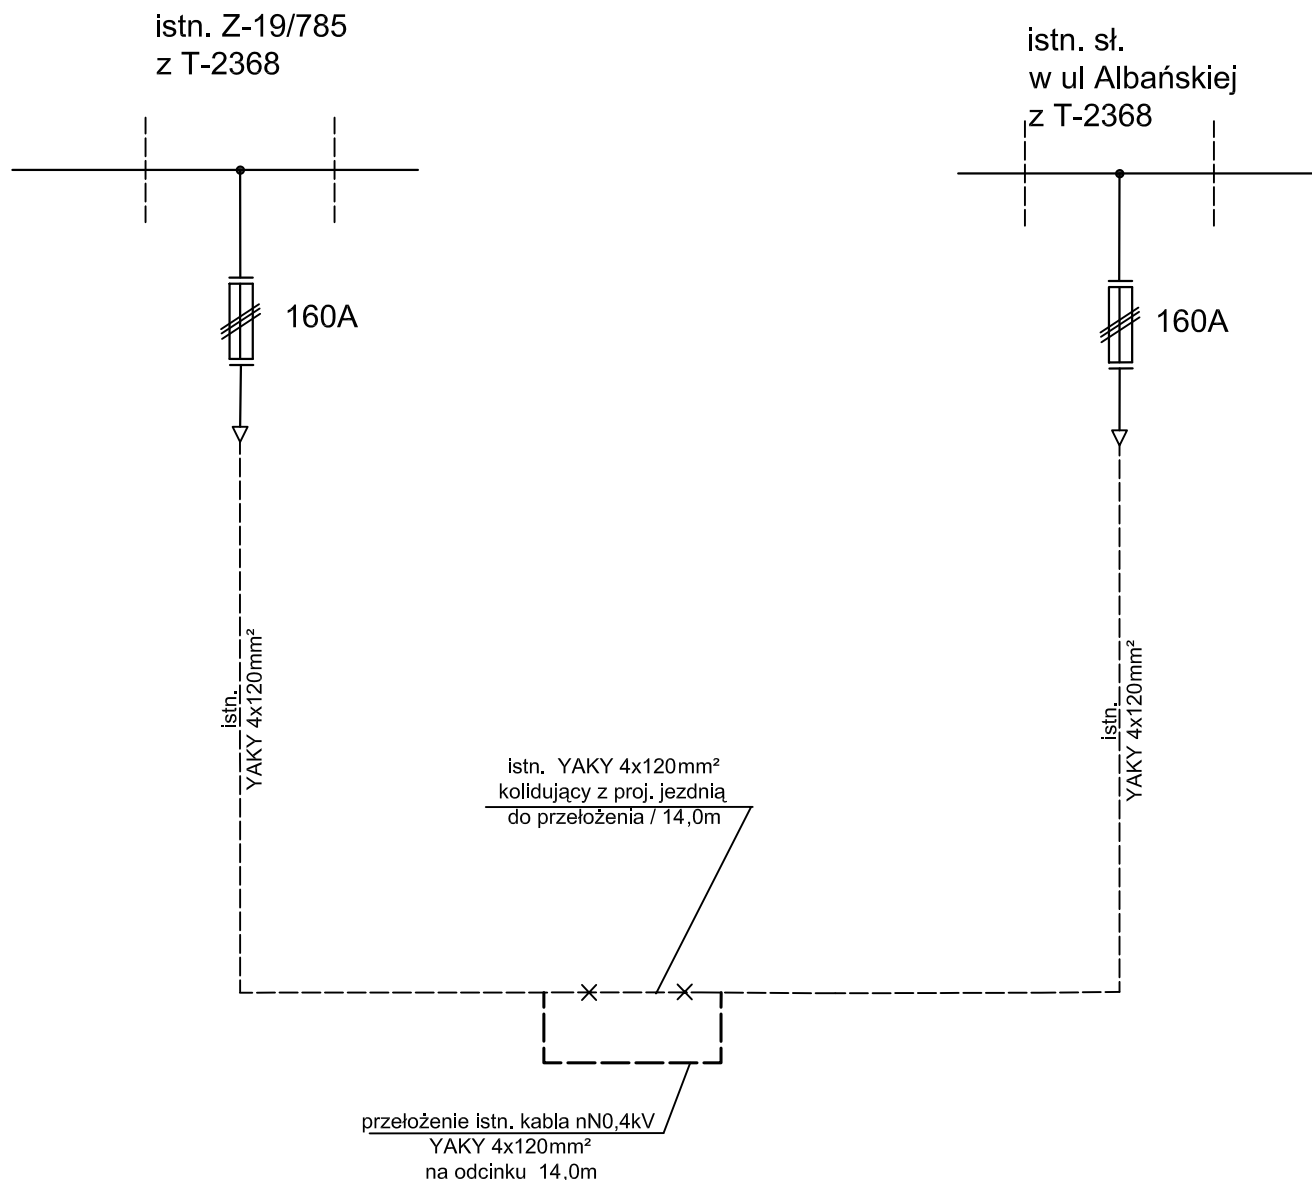 istn. Z-19/785
z T-2368
istn. sł.
w ul Albańskiej
z T-2368
160A
160A
istn.
YAKY 4x120mm²
istn.
YAKY 4x120mm²
istn. YAKY 4x120mm²
kolidujący z proj. jezdnią
do przełożenia / 14,0m
przełożenie istn. kabla nN0,4kV
YAKY 4x120mm²
na odcinku 14,0m